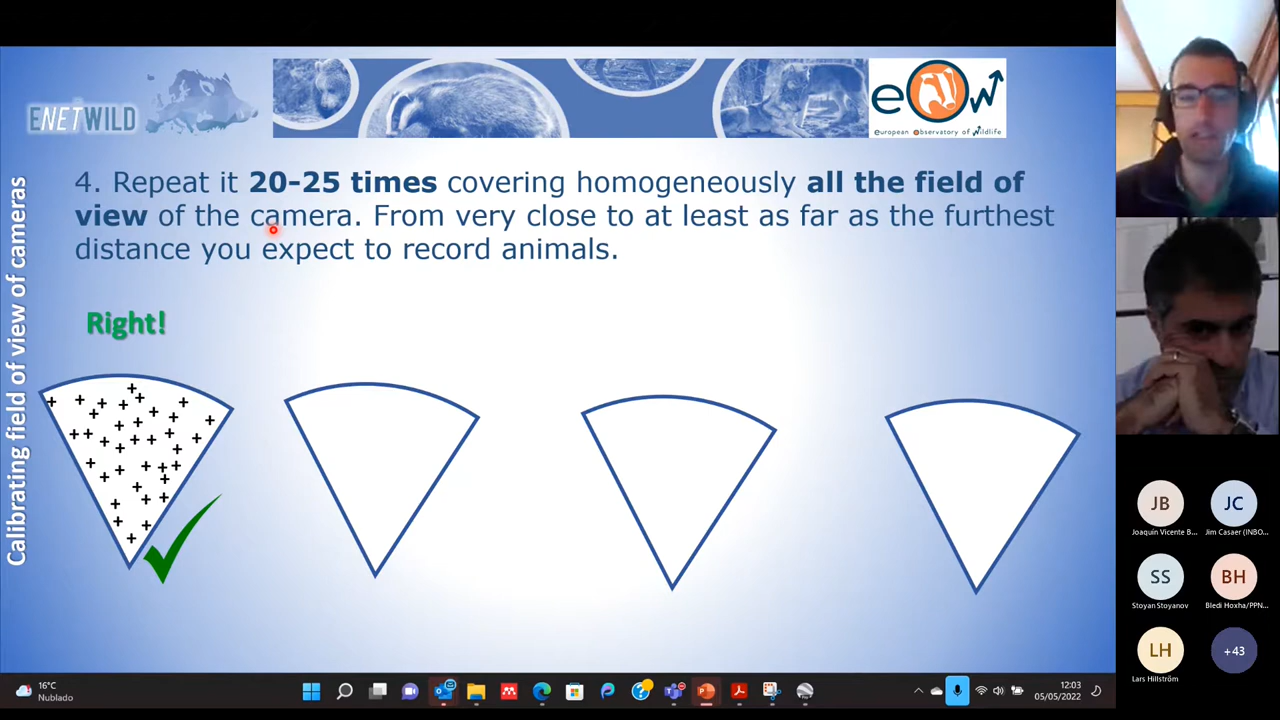 ENETWILD
eow
european observatory of wildlife
Calibrating field of view of cameras
4. Repeat it 20-25 times covering homogeneously all the field of
view of the camera. From very close to at least as far as the furthest
distance you expect to record animals.
Right!
JB
JC
Joaquín Vicente B...
Jim Casaer (INBO...
SS
BH
Stoyan Stoyanov
Bledi Hoxha/PPN...
LH
+43
Lars Hillström
16°C
Nublado
12:03
05/05/2022